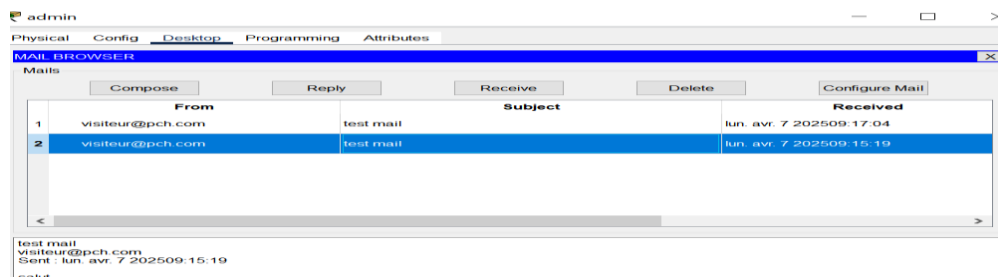 admin
Physical Config Desktop Programming Attributes
MAIL BROWSER
Mails
Compose Reply Receive Delete Configure Mail
From Subject Received
1 visiteur@pch.com test mail lun. avr. 7 202509:17:04
2 visiteur@pch.com test mail lun. avr. 7 202509:15:19
test mail
visiteur@pch.com
Sent : lun. avr. 7 202509:15:19